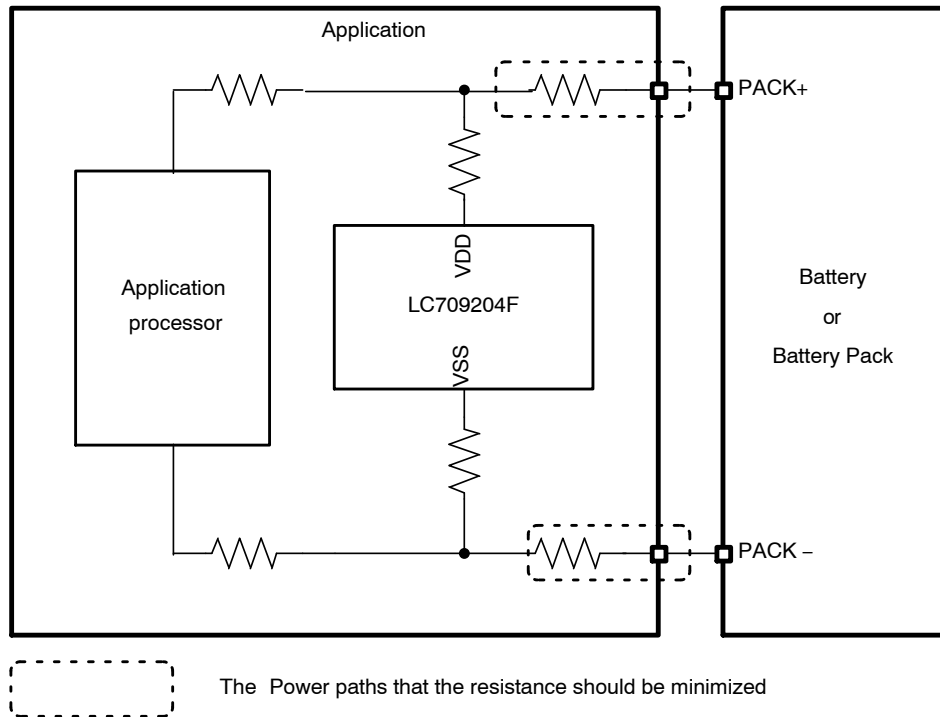 Application
PACK+
VDD
LC709204F
VSS
Application
processor
Battery
or
Battery Pack
PACK –
The Power paths that the resistance should be minimized